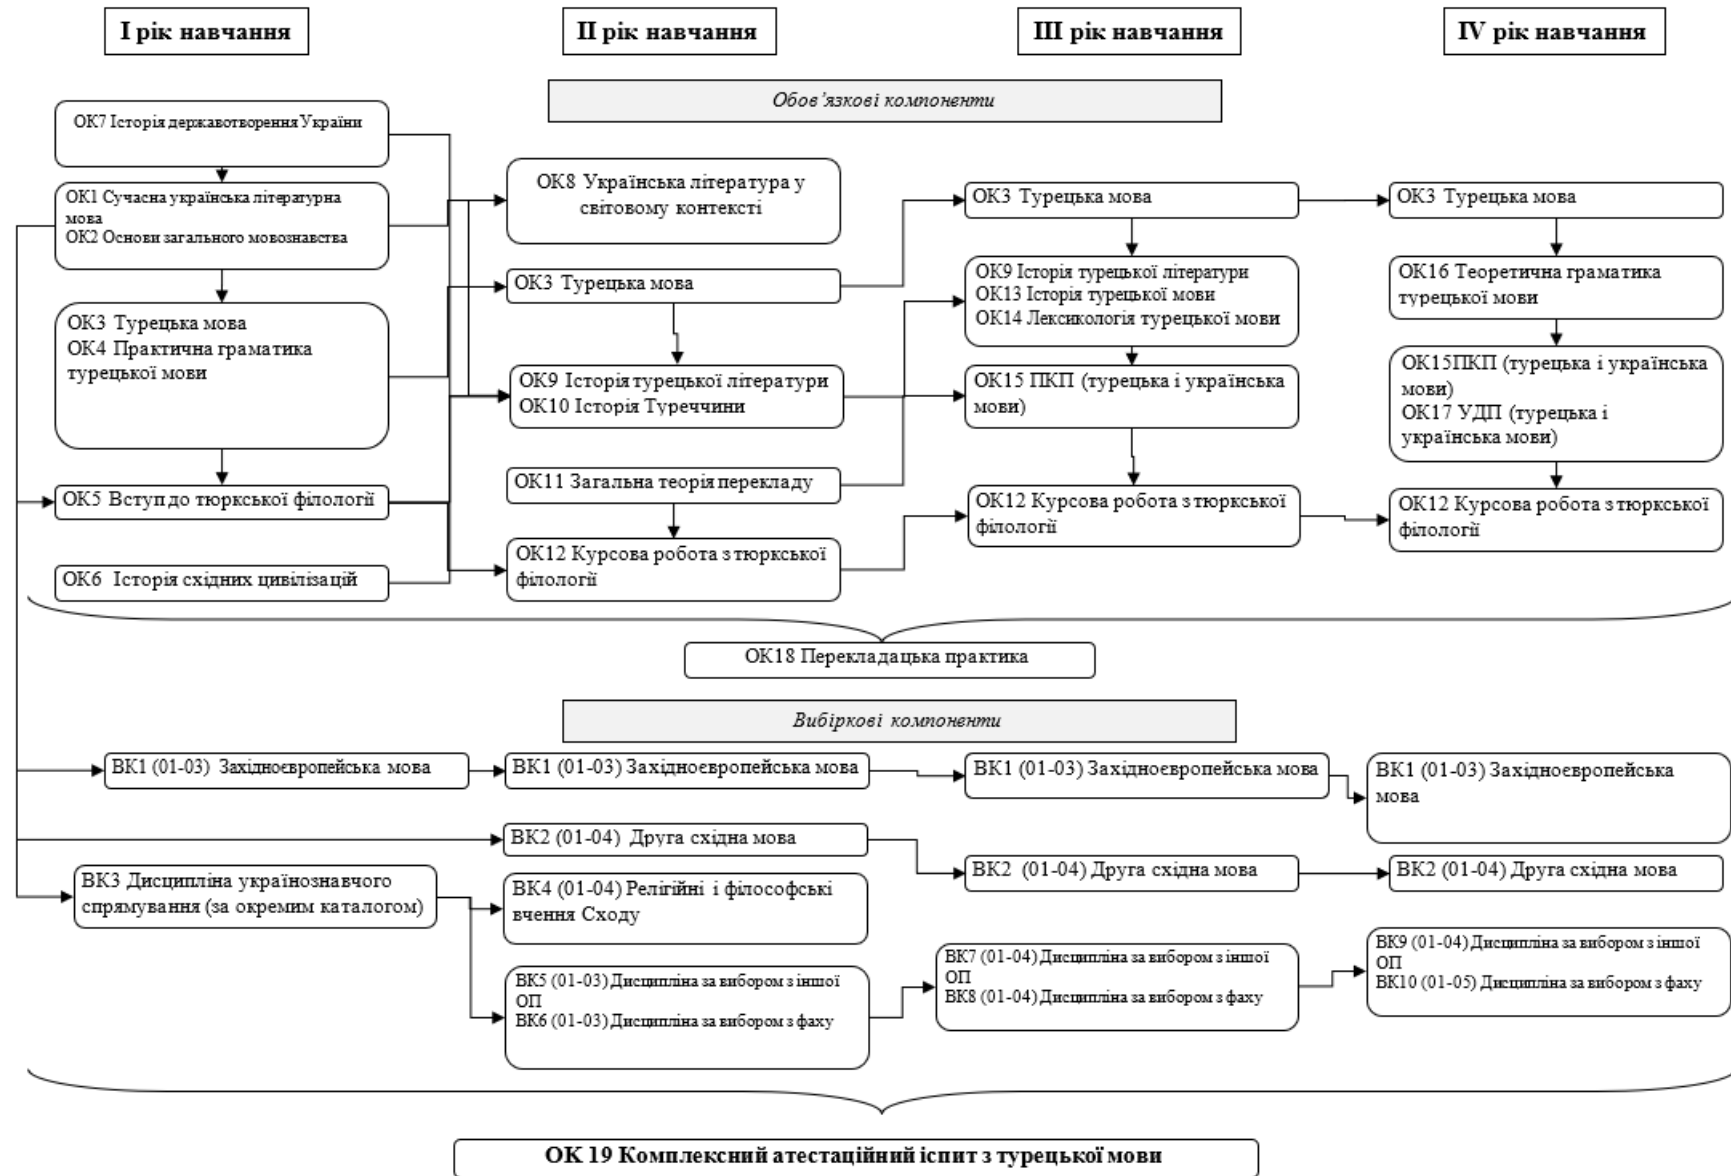 І рік навчання
ІІ рік навчання
ІІІ рік навчання
ІV рік навчання
Обов’язкові компоненти
ОК7 Історія державотворення України
ОК1 Сучасна українська літературна
мова
ОК2 Основи загального мовознавства
ОК3 Турецька мова
ОК4 Практична граматика
турецької мови
ОК5 Вступ до тюркської філології
ОК6 Історія східних цивілізацій
ОК8 Українська література у
світовому контексті
ОК3 Турецька мова
ОК9 Історія турецької літератури
ОК10 Історія Туреччини
ОК11 Загальна теорія перекладу
ОК12 Курсова робота з тюркської
філології
ОК3 Турецька мова
ОК9 Історія турецької літератури
ОК13 Історія турецької мови
ОК14 Лексикологія турецької мови
ОК15 ПКП (турецька і українська
мови)
ОК12 Курсова робота з тюркської
філології
ОК3 Турецька мова
ОК16 Теоретична граматика
турецької мови
ОК15ПКП (турецька і українська
мови)
ОК17 УДП (турецька і
українська мови)
ОК12 Курсова робота з тюркської
філології
ОК18 Перекладацька практика
Вибіркові компоненти
ВК1 (01-03) Західноєвропейська мова
ВК1 (01-03) Західноєвропейська мова
ВК1 (01-03) Західноєвропейська мова
ВК1 (01-03) Західноєвропейська
мова
ВК2 (01-04) Друга східна мова
ВК2 (01-04) Друга східна мова
ВК2 (01-04) Друга східна мова
ВК3 Дисципліна українознавчого
спрямування (за окремим каталогом)
ВК4 (01-04) Релігійні і філософські
вчення Сходу
ВК5 (01-03) Дисципліна за вибором з іншої
ОП
ВК6 (01-03) Дисципліна за вибором з фаху
ВК7 (01-04) Дисципліна за вибором з іншої
ОП
ВК8 (01-04) Дисципліна за вибором з фаху
ВК9 (01-04) Дисципліна за вибором з іншої
ОП
ВК10 (01-05) Дисципліна за вибором з фаху
ОК 19 Комплексний атестаційний іспит з турецької мови